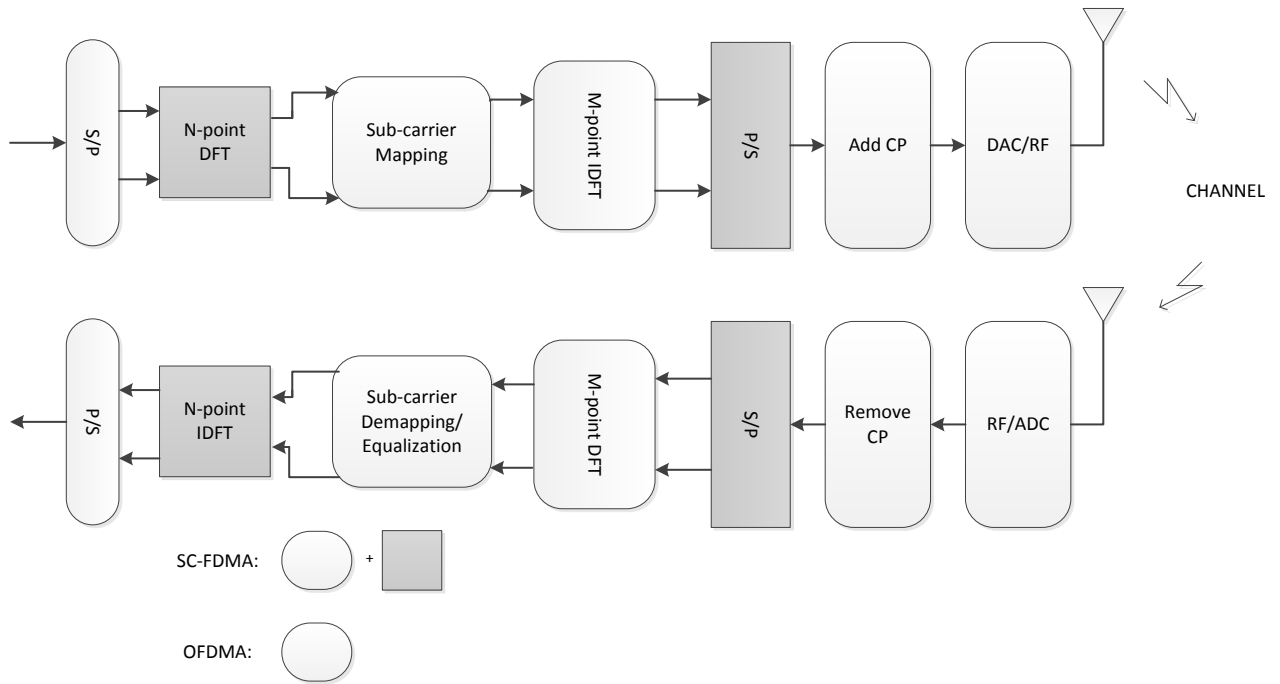 S/P
N-point
DFT
Sub-carrier
Mapping
M-point IDFT
P/S
Add CP
DAC/RF
CHANNEL
P/S
N-point
IDFT
Sub-carrier
Demapping/
Equalization
M-point DFT
S/P
Remove
CP
RF/ADC
SC-FDMA:
+
OFDMA: